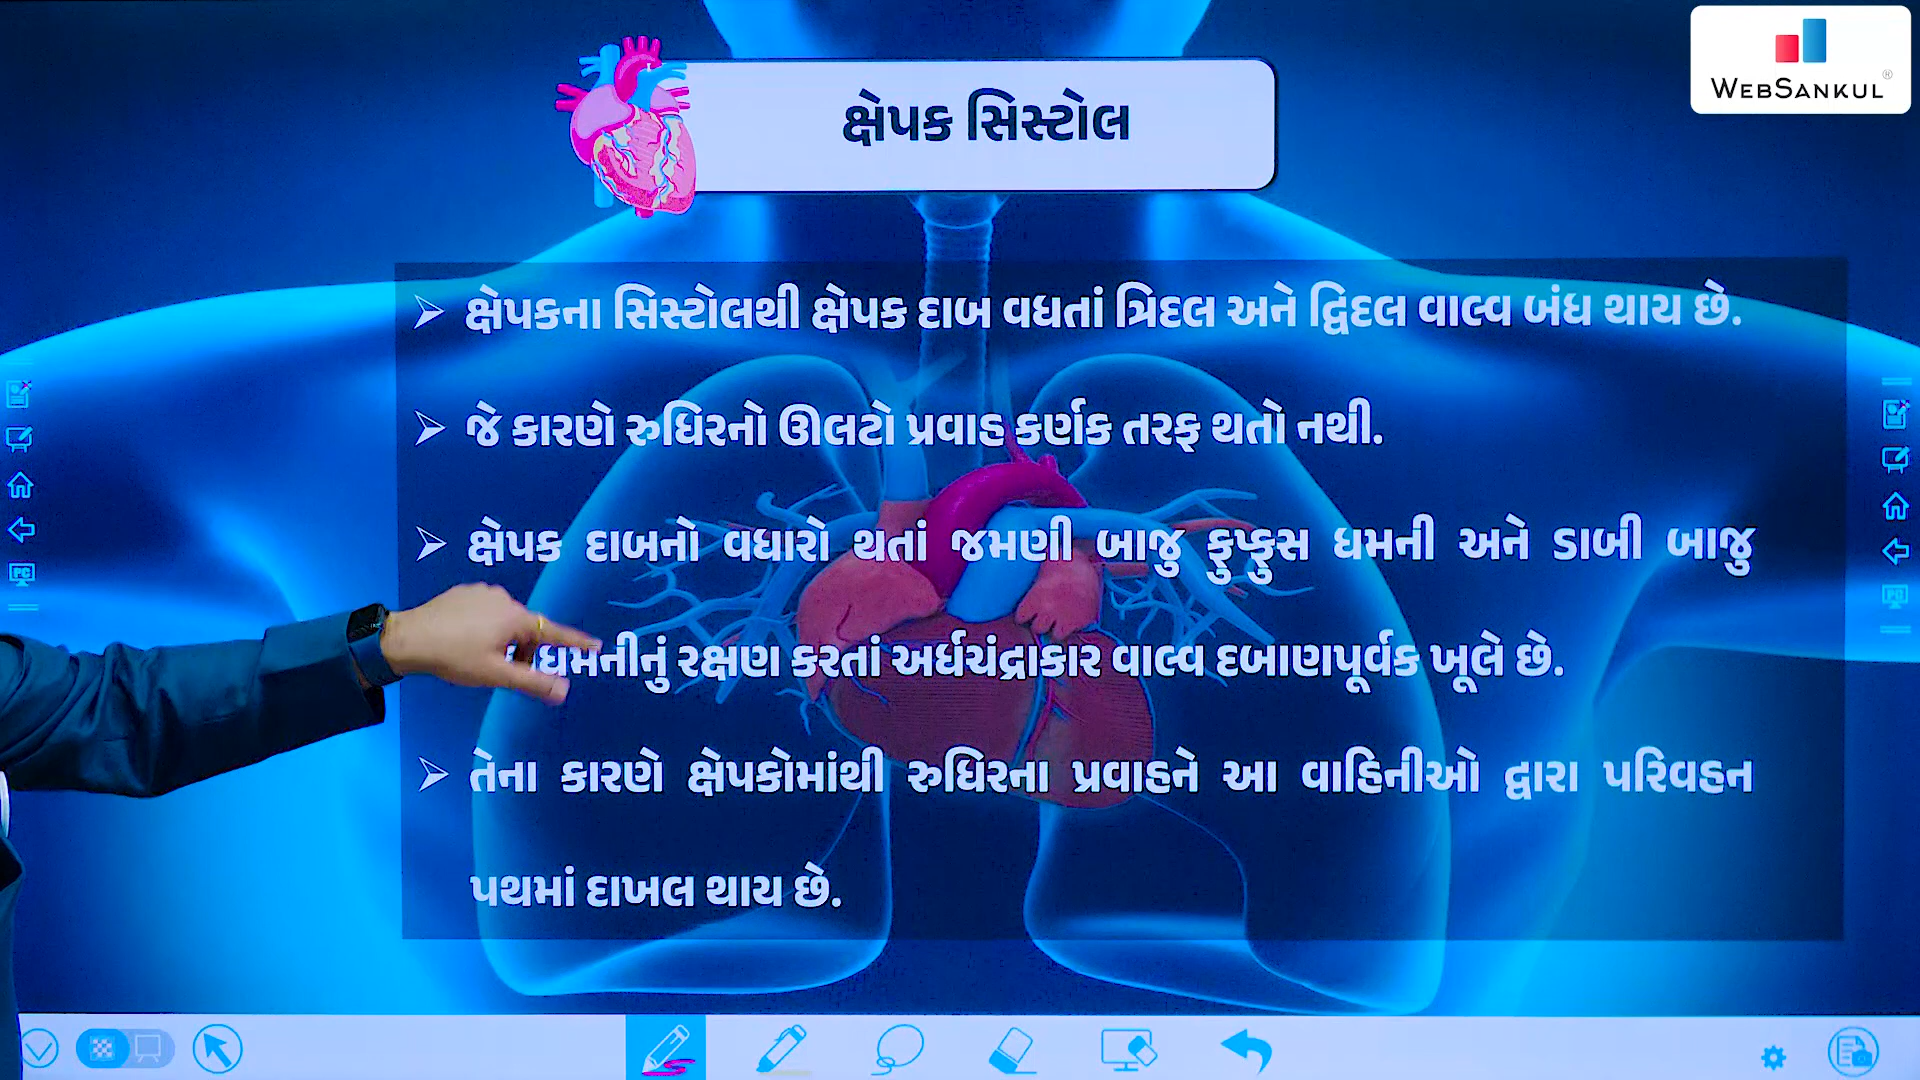 WEBSANKUL
ક્ષેપક સિસ્ટોલ
➢ ક્ષેપકના સિસ્ટોલથી ક્ષેપક દાબ વધતાં ત્રિદલ અને દ્વિદલ વાલ્વ બંધ થાય છે.
➢ જે કારણે રુધિરનો ઊલટો પ્રવાહ કર્ણક તરફ થતો નથી.
➢ ક્ષેપક દાબનો વધારો થતાં જમણી બાજુ ફુપ્ફુસ ધમની અને ડાબી બાજુ
ધમનીનું રક્ષણ કરતાં અર્ધચંદ્રાકાર વાલ્વ દબાણપૂર્વક ખૂલે છે.
➢ તેના કારણે ક્ષેપકોમાંથી રુધિરના પ્રવાહને આ વાહિનીઓ દ્વારા પરિવહન
પથમાં દાખલ થાય છે.